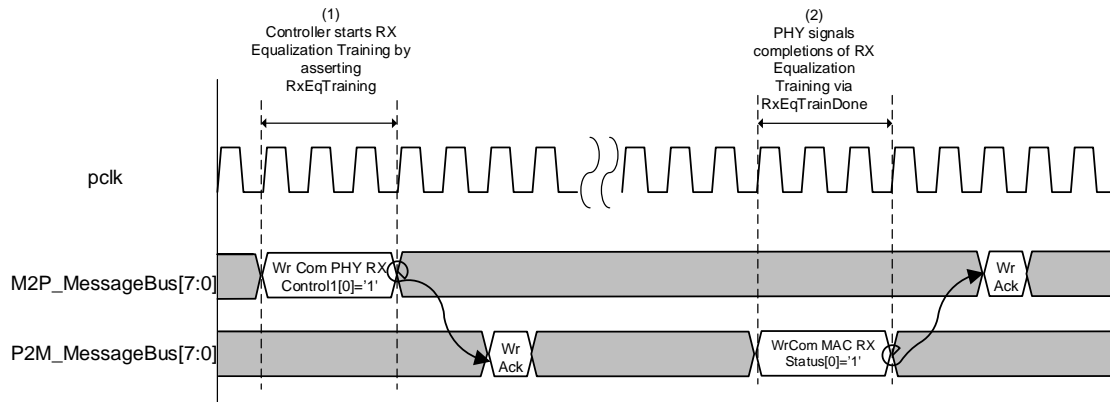 (1)
Controller starts RX
Equalization Training by
asserting
RxEqTraining
(2)
PHY signals
completions of RX
Equalization
Training via
RxEqTrainDone
pclk
M2P_MessageBus[7:0]
Wr Com PHY RX
Control1[0]='1'
Wr
Ack
P2M_MessageBus[7:0]
Wr
Ack
WrCom MAC RX
Status[0]='1'